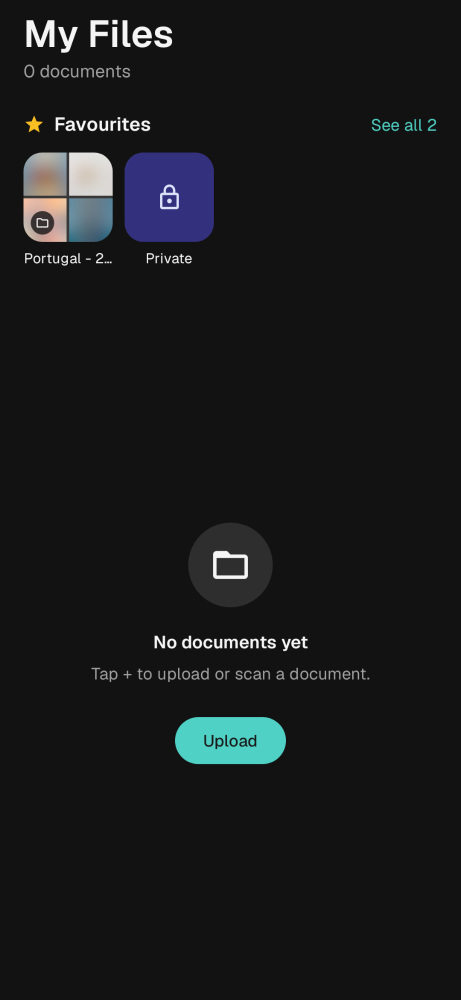 My Files
0 documents
Favourites
See all 2
Portugal - 2...
Private
No documents yet
Tap + to upload or scan a document.
Upload